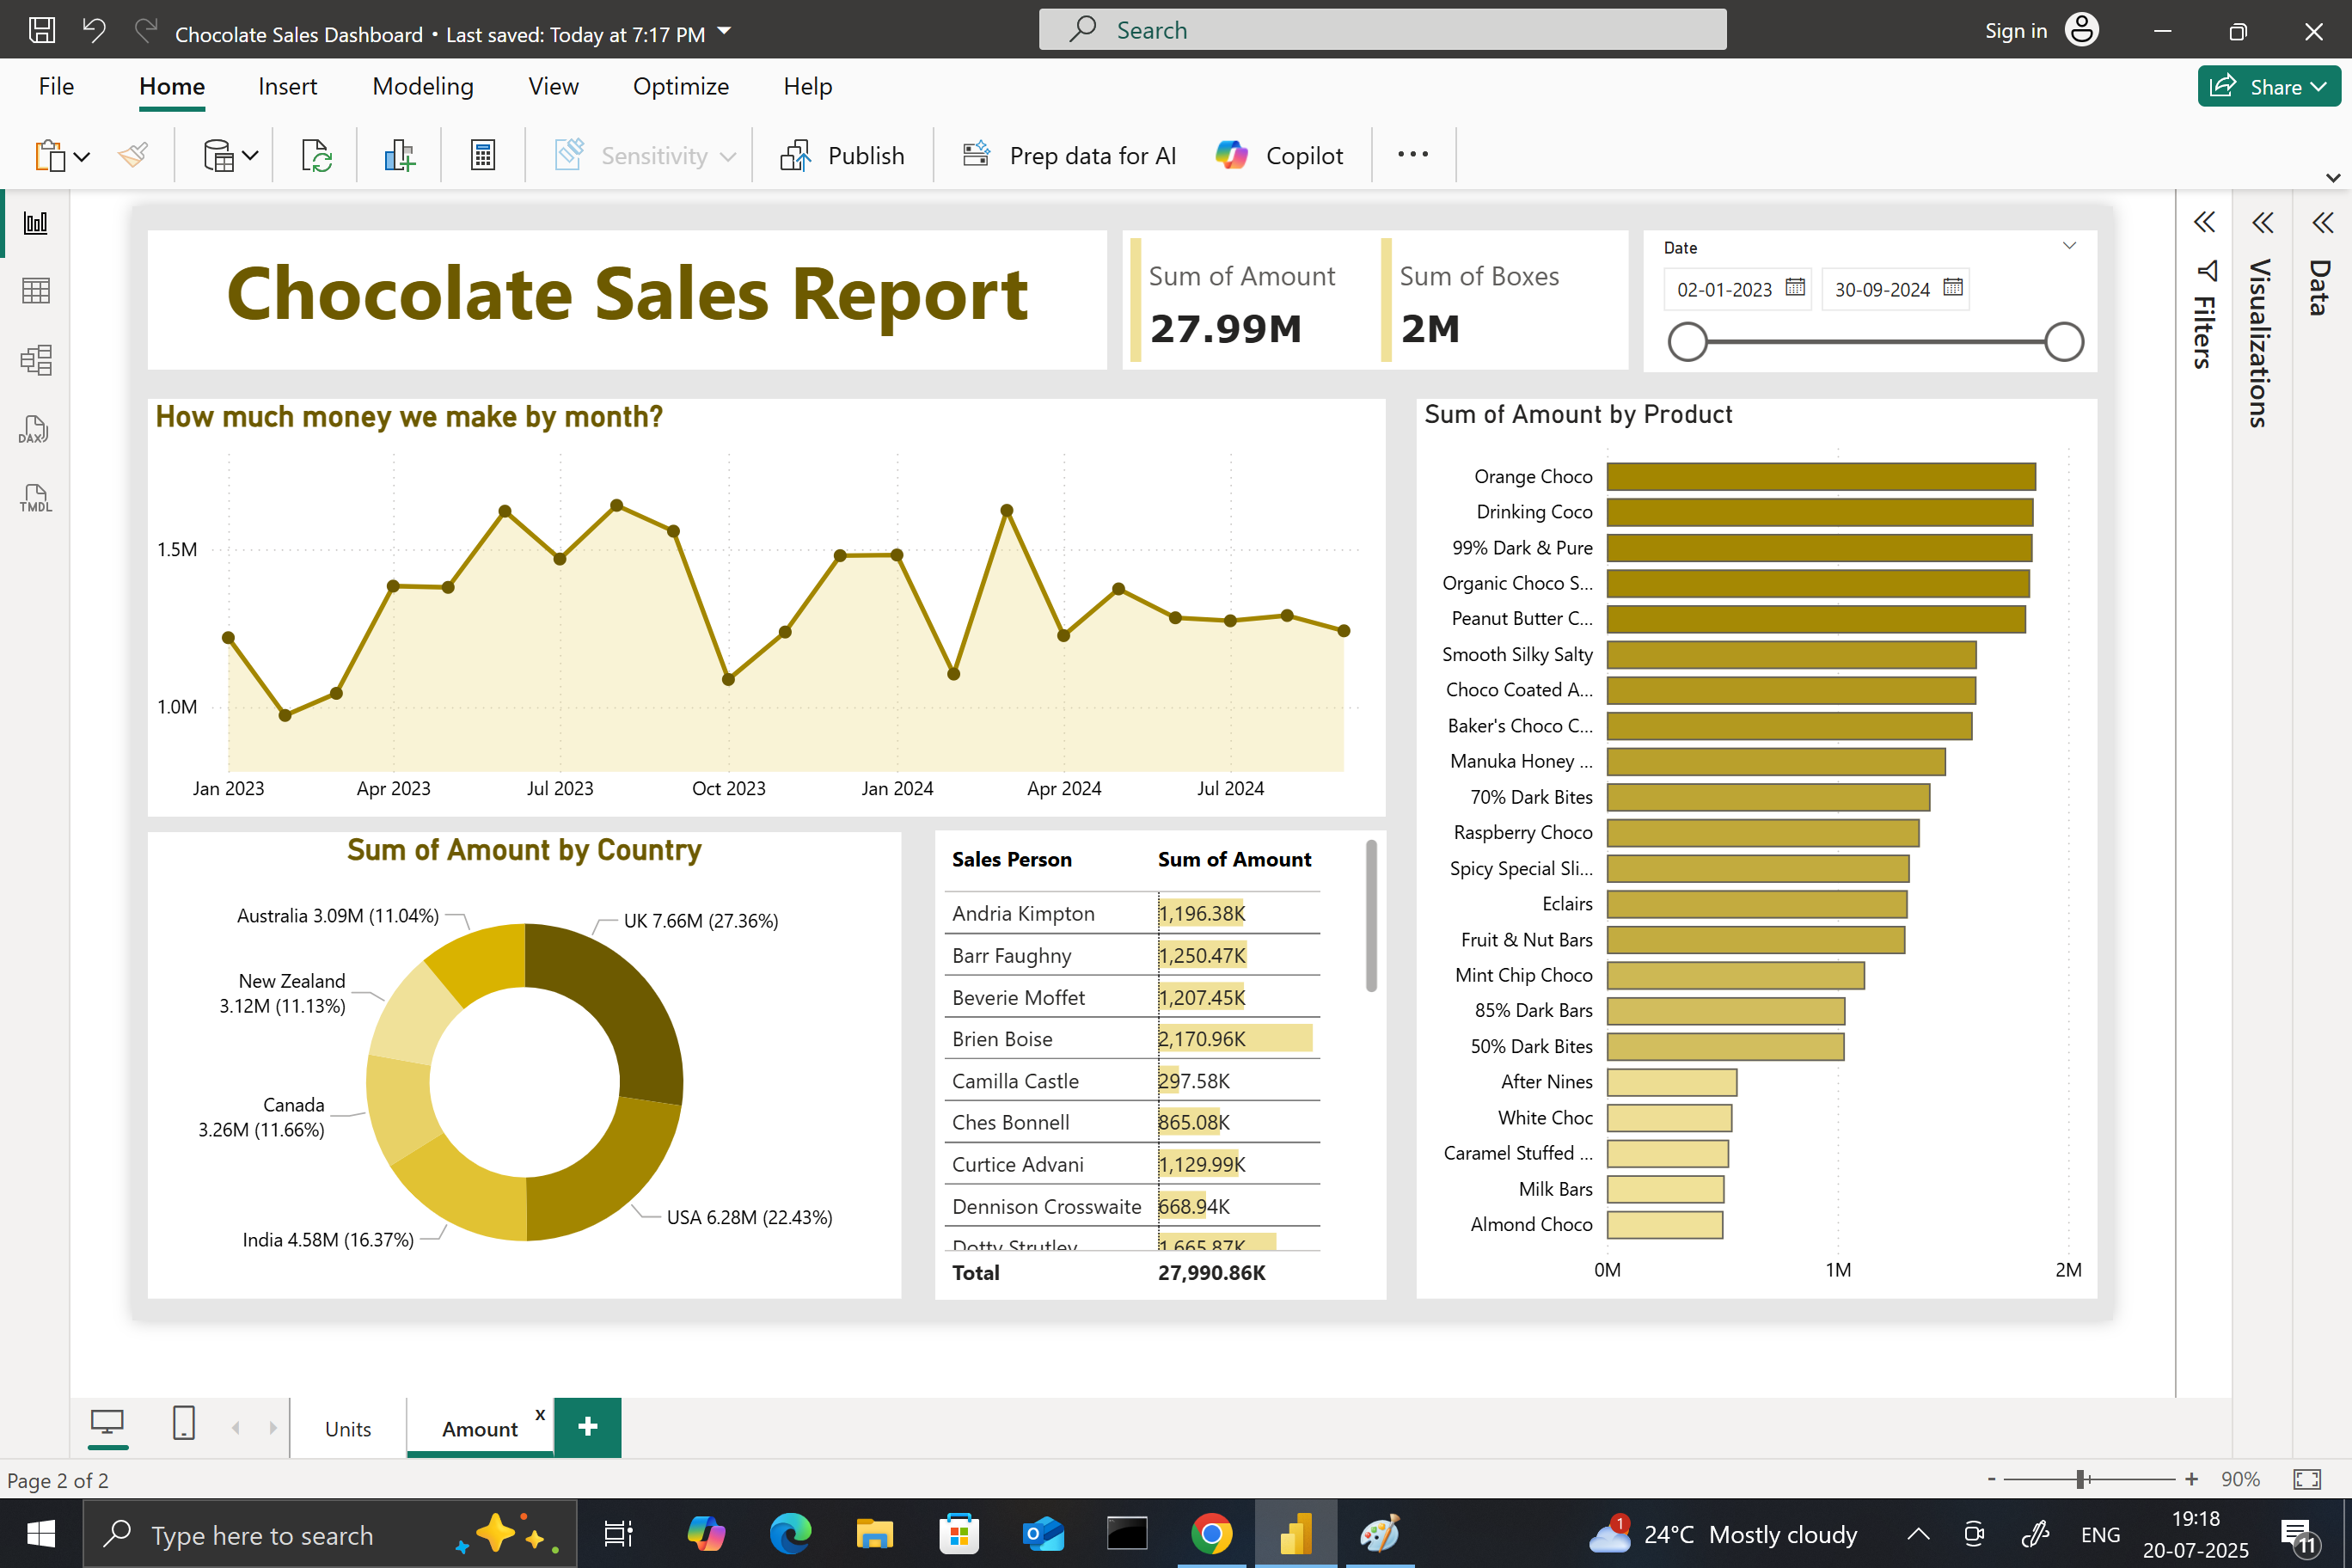 Chocolate Sales Dashboard • Last saved: Today at 7:17 PM
Search
Sign in
File Home Insert Modeling View Optimize Help
Share
Sensitivity
Publish
Prep data for AI
Copilot
DAX
TMDL
Chocolate Sales Report
Sum of Amount
27.99M
Sum of Boxes
2M
Date
02-01-2023
30-09-2024
Filters
Visualizations
Data
How much money we make by month?
1.5M
1.0M
Jan 2023 Apr 2023 Jul 2023 Oct 2023 Jan 2024 Apr 2024 Jul 2024
Sum of Amount by Product
Orange Choco
Drinking Coco
99% Dark & Pure
Organic Choco S...
Peanut Butter C...
Smooth Silky Salty
Choco Coated A...
Baker's Choco C...
Manuka Honey ...
70% Dark Bites
Raspberry Choco
Spicy Special Sli...
Eclairs
Fruit & Nut Bars
Mint Chip Choco
85% Dark Bars
50% Dark Bites
After Nines
White Choc
Caramel Stuffed ...
Milk Bars
Almond Choco
0M 1M 2M
Sum of Amount by Country
Australia 3.09M (11.04%)
UK 7.66M (27.36%)
New Zealand
3.12M (11.13%)
Canada
3.26M (11.66%)
USA 6.28M (22.43%)
India 4.58M (16.37%)
Sales Person Sum of Amount
Andria Kimpton 1,196.38K
Barr Faughny 1,250.47K
Beverie Moffet 1,207.45K
Brien Boise 2,170.96K
Camilla Castle 297.58K
Ches Bonnell 865.08K
Curtice Advani 1,129.99K
Dennison Crosswaite 668.94K
Dotty Strutley 1,665.87K
Total 27,990.86K
Units
Amount x
+
Page 2 of 2
- + 90%
Type here to search
1
24°C Mostly cloudy
ENG
19:18
20-07-2025
11